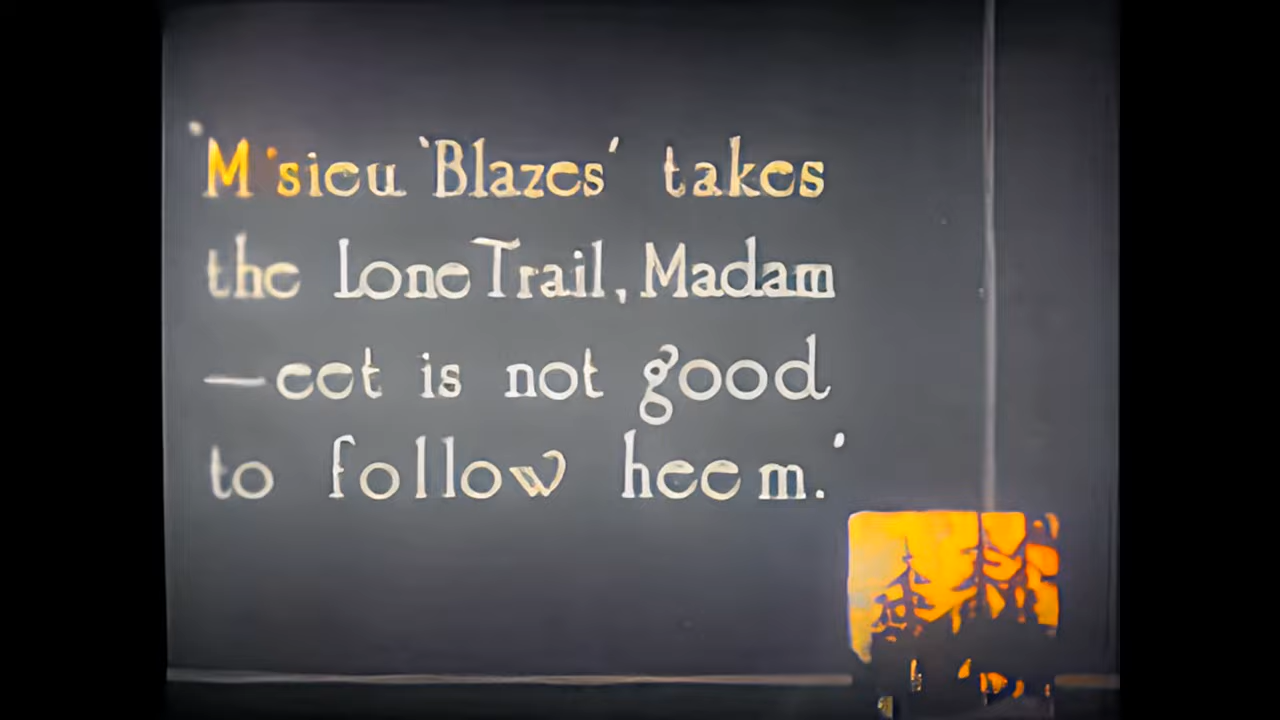 'M'sieu 'Blazes' takes
the Lone Trail, Madam
—eet is not good
to follow heem.'